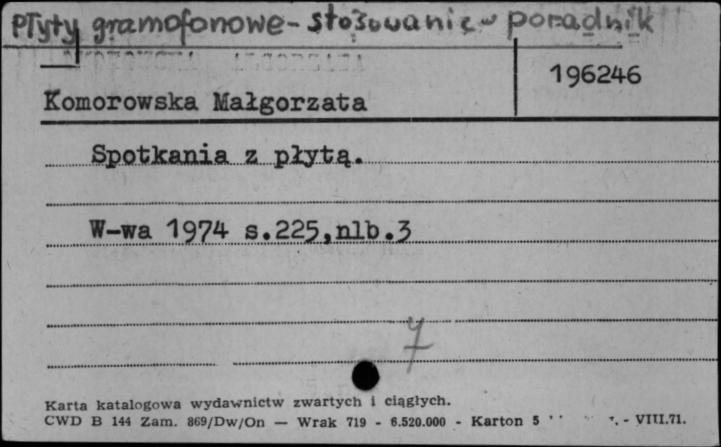 Płyty gramofonowe - stosowanie - poradnik
196246
Komorowska Małgorzata
Spotkania z płytą.
W-wa 1974 s.225,nlb.3
7
Karta katalogowa wydawnictw zwartych i ciągłych.
CWD B 144 Zam. 869/Dw/On — Wrak 719 - 6.520.000 - Karton 5 - VIII.71.